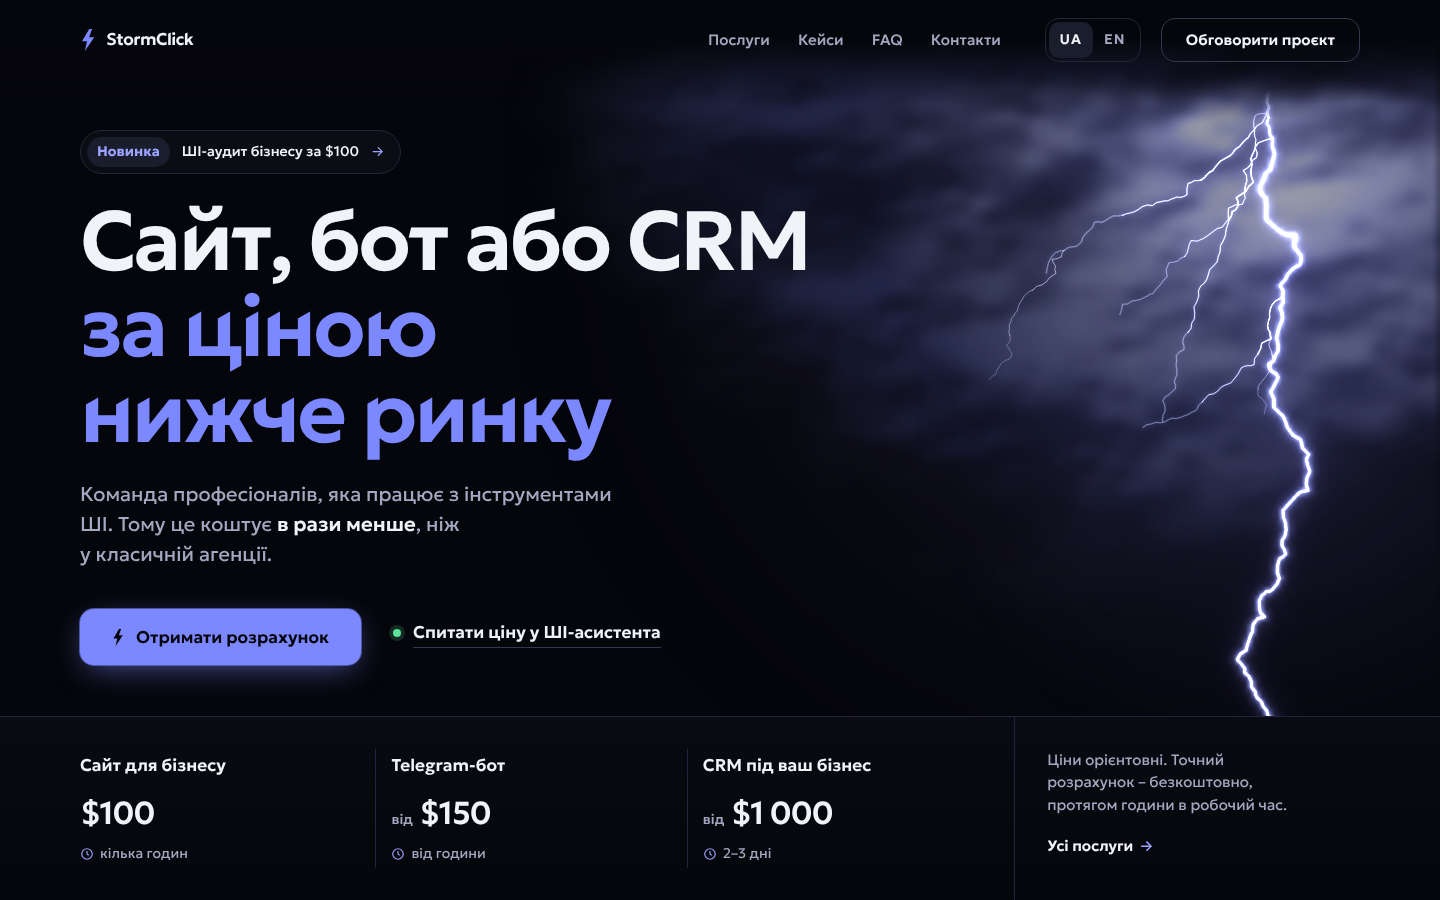 StormClick
Послуги Кейси FAQ Контакти UA EN Обговорити проєкт
Новинка ШІ-аудит бізнесу за $100 →
Сайт, бот або CRM
за ціною
нижче ринку
Команда професіоналів, яка працює з інструментами
ШІ. Тому це коштує в рази менше, ніж
у класичній агенції.
Отримати розрахунок
Спитати ціну у ШІ-асистента
Сайт для бізнесу
$100
кілька годин
Telegram-бот
від $150
від години
CRM під ваш бізнес
від $1 000
2–3 дні
Ціни орієнтовні. Точний
розрахунок – безкоштовно,
протягом години в робочий час.
Усі послуги →